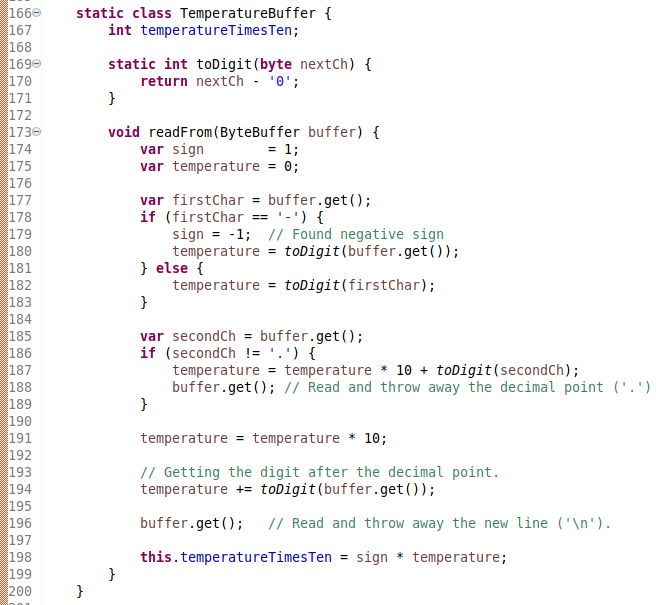 166 static class TemperatureBuffer {
167 int temperatureTimesTen;
168
169 static int toDigit(byte nextCh) {
170 return nextCh - '0';
171 }
172
173 void readFrom(ByteBuffer buffer) {
174 var sign = 1;
175 var temperature = 0;
176
177 var firstChar = buffer.get();
178 if (firstChar == '-') {
179 sign = -1; // Found negative sign
180 temperature = toDigit(buffer.get());
181 } else {
182 temperature = toDigit(firstChar);
183 }
184
185 var secondCh = buffer.get();
186 if (secondCh != '.') {
187 temperature = temperature * 10 + toDigit(secondCh);
188 buffer.get(); // Read and throw away the decimal point ('.')
189 }
190
191 temperature = temperature * 10;
192
193 // Getting the digit after the decimal point.
194 temperature += toDigit(buffer.get());
195
196 buffer.get(); // Read and throw away the new line ('\n').
197
198 this.temperatureTimesTen = sign * temperature;
199 }
200 }